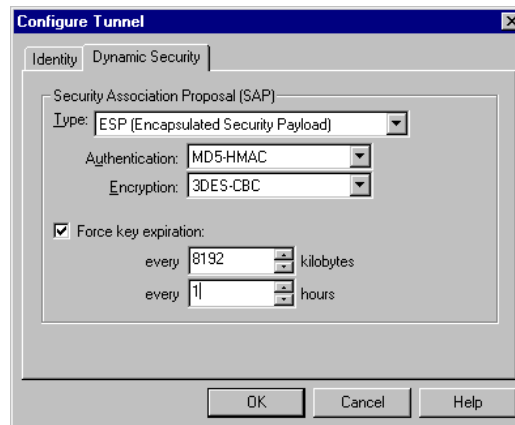 Configure Tunnel
Identity Dynamic Security
Security Association Proposal (SAP)
Type: ESP (Encapsulated Security Payload)
Authentication: MD5-HMAC
Encryption: 3DES-CBC
Force key expiration:
every 8192 kilobytes
every 1 hours
OK Cancel Help